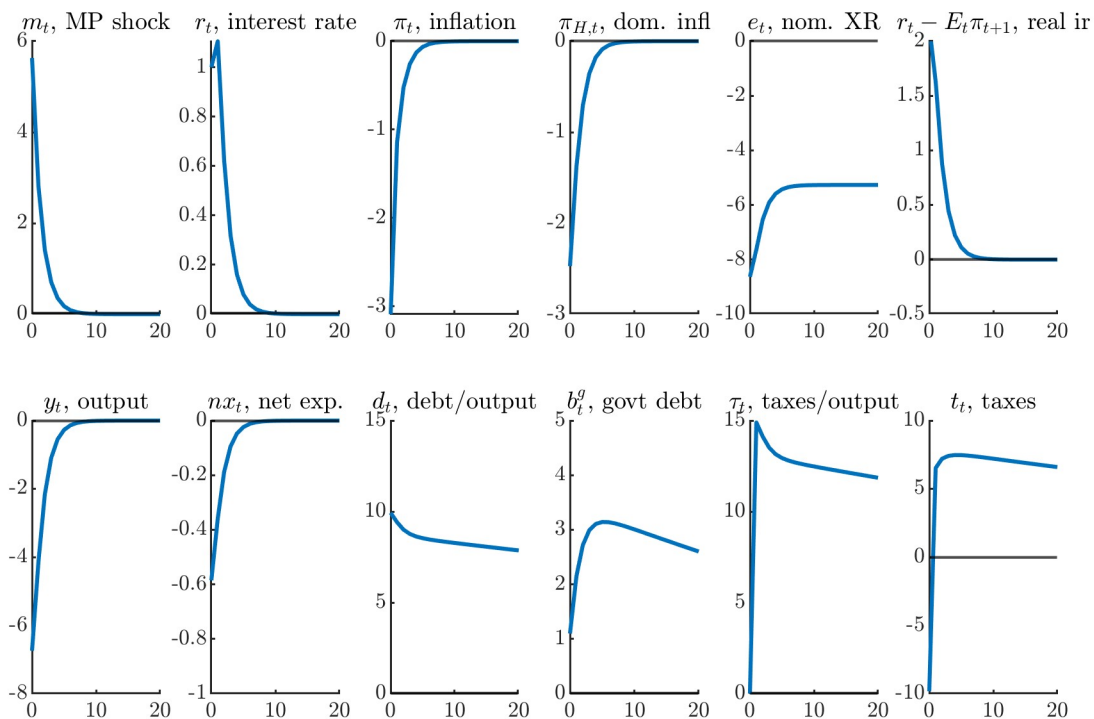 m_t, MP shock
6
4
2
0
0 10 20
r_t, interest rate
1
0.8
0.6
0.4
0.2
0
0 10 20
π_t, inflation
0
-1
-2
-3
0 10 20
π_{H,t}, dom. infl
0
-1
-2
-3
0 10 20
e_t, nom. XR
0
-2
-4
-6
-8
-10
0 10 20
r_t − E_tπ_{t+1}, real ir
2
1.5
1
0.5
0
-0.5
0 10 20
y_t, output
0
-2
-4
-6
-8
0 10 20
nx_t, net exp.
0
-0.2
-0.4
-0.6
-0.8
-1
0 10 20
d_t, debt/output
15
10
5
0
0 10 20
b_t^g, govt debt
5
4
3
2
1
0
0 10 20
τ_t, taxes/output
15
10
5
0
0 10 20
t_t, taxes
10
5
0
-5
-10
0 10 20